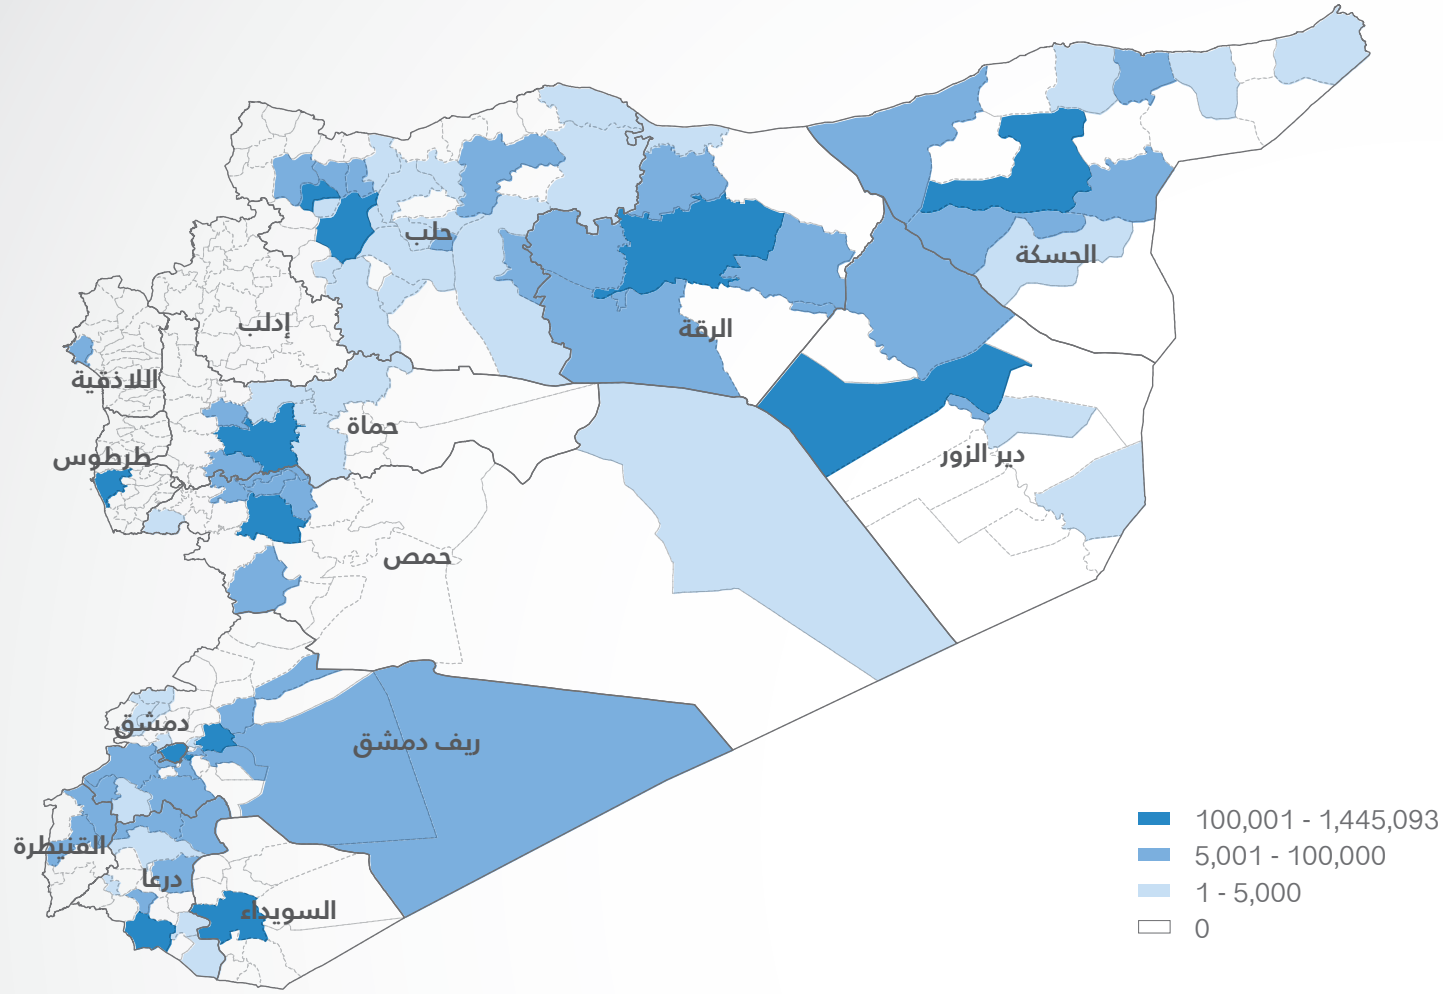 حلب
الحسكة
إدلب
الرقة
اللاذقية
حماة
طرطوس
دير الزور
حمص
دمشق
ريف دمشق
القنيطرة
درعا
السويداء
100,001 - 1,445,093
5,001 - 100,000
1 - 5,000
0